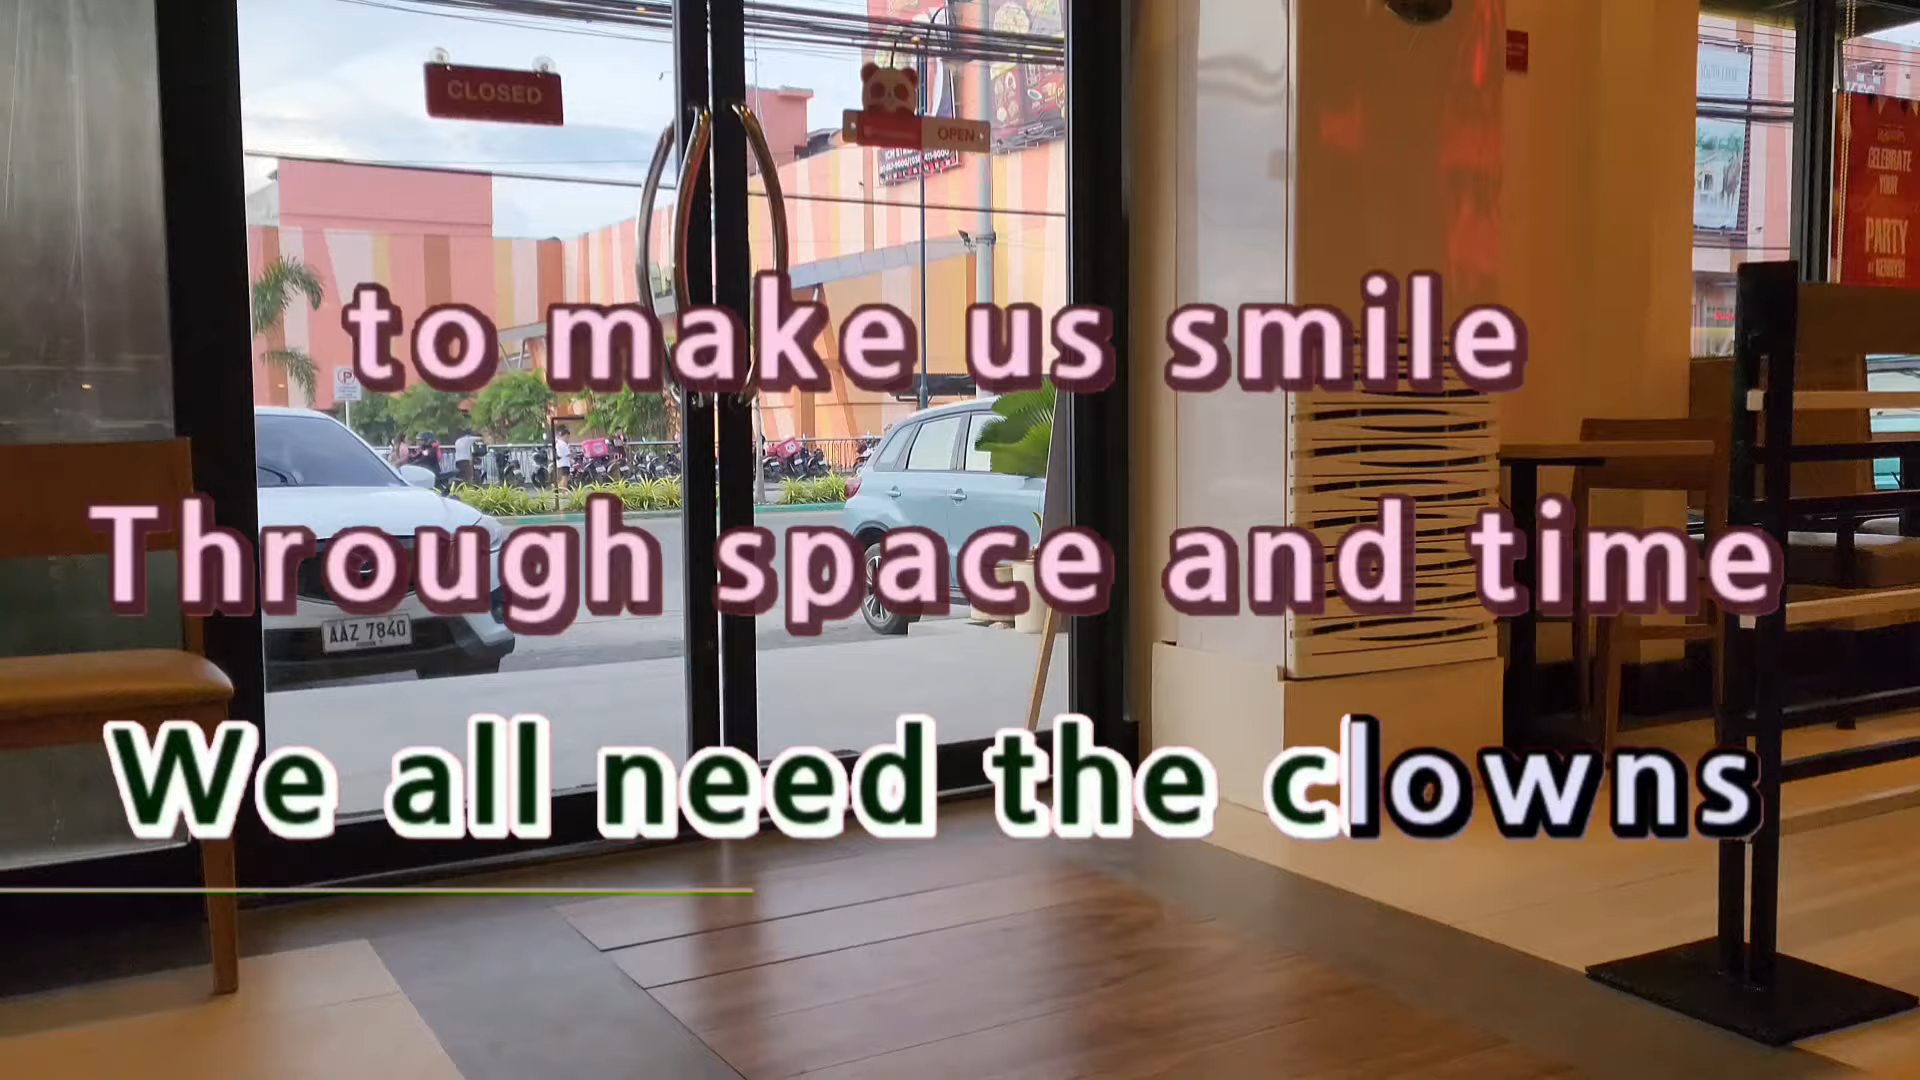 CLOSED
OPEN
to make us smile
Through space and time
AAZ 7840
We all need the clowns
CELEBRATE
YOUR
PARTY